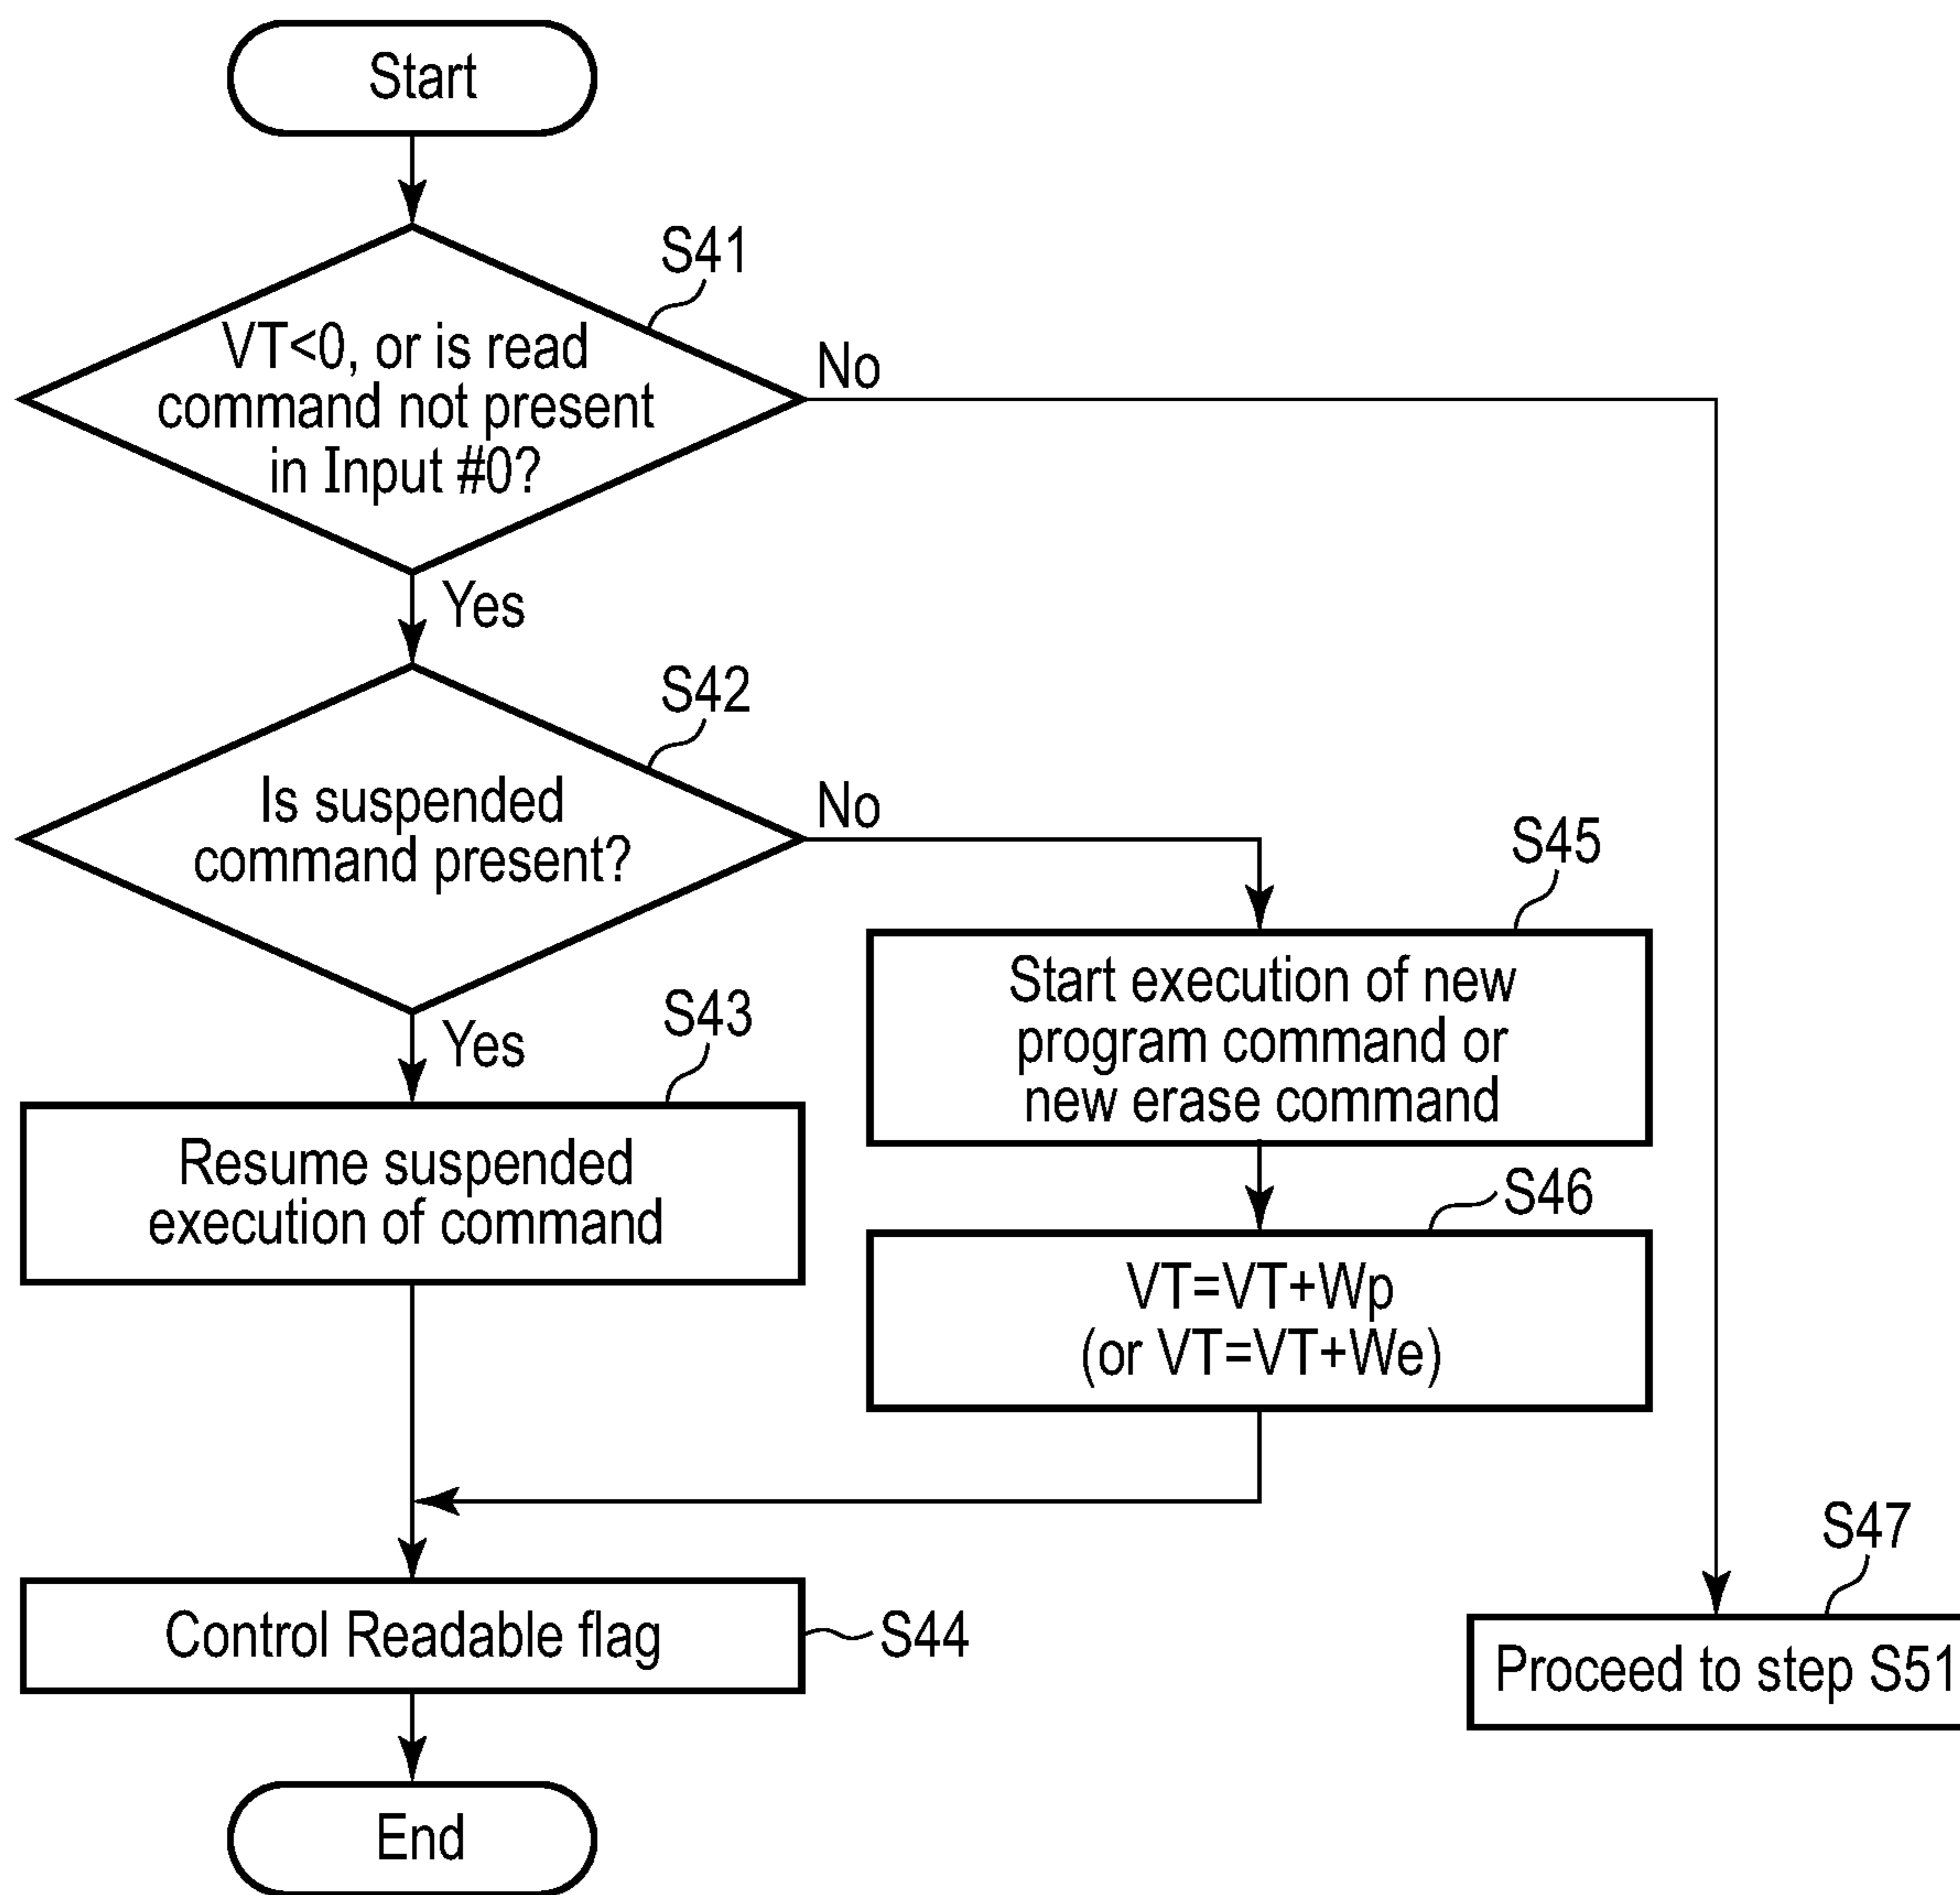 Start
S41
VT<0, or is read
command not present
in Input #0?
No
Yes
S42
Is suspended
command present?
No
Yes
S45
Start execution of new
program command or
new erase command
S43
Resume suspended
execution of command
S46
VT=VT+Wp
(or VT=VT+We)
S47
Control Readable flag
S44
Proceed to step S51
End